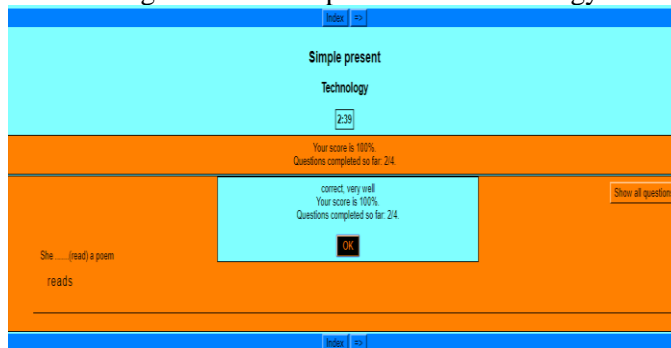 Index =>
Simple present
Technology
2:39
Your score is 100%.
Questions completed so far: 2/4.
correct, very well
Your score is 100%.
Questions completed so far: 2/4.
OK
Show all question
She .......(read) a poem
reads
Index =>